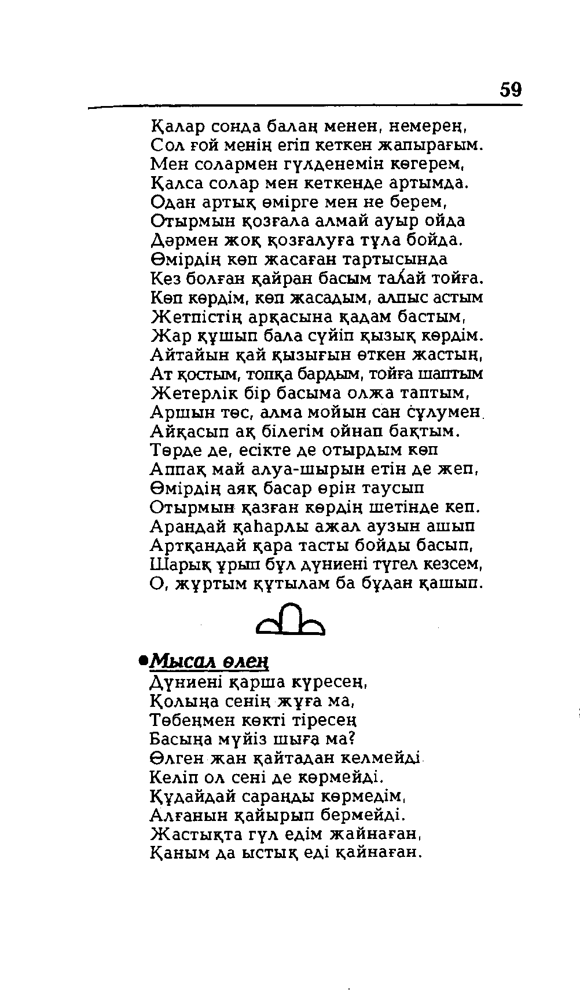 59
Қалар сонда балаң менен, немерең,
Сол ғой менің егіп кеткен жапырағым.
Мен солармен гүлденемін көгерем,
Қалса солар мен кеткенде артымда.
Одан артық өмірге мен не берем,
Отырмын қозғала алмай ауыр ойда
Дәрмен жоқ қозғалуға тұла бойда.
Өмірдің көп жасаған тартысында
Кез болған қайран басым талай тойға.
Көп көрдім, көп жасадым, алпыс астым
Жетпістің арқасына қадам бастым,
Жар құшып бала сүйіп қызық көрдім.
Айтайын қай қызығын өткен жастың,
Ат қостым, топқа бардым, тойға шаптым
Жетерлік бір басыма олжа таптым,
Аршын төс, алма мойын сан сұлумен
Айқасып ақ білегім ойнап бақтым.
Төрде де, есікте де отырдым көп
Аппақ май алуа-шырын етін де жеп,
Өмірдің аяқ басар өрін таусып
Отырмын қазған көрдің шетінде кеп.
Арандай қаһарлы ажал аузын ашып
Артқандай қара тасты бойды басып,
Шарық ұрып бұл дүниені түгел кезсем,
О, жұртым құтылам ба бұдан қашып.
•Мысал өлең
Дүниені қарша күресең,
Қолыңа сенің жұға ма,
Төбеңмен көкті тіресең
Басыңа мүйіз шыға ма?
Өлген жан қайтадан келмейді
Келіп ол сені де көрмейді.
Құдайдай сараңды көрмедім,
Алғанын қайырып бермейді.
Жастықта гүл едім жайнаған,
Қаным да ыстық еді қайнаған.